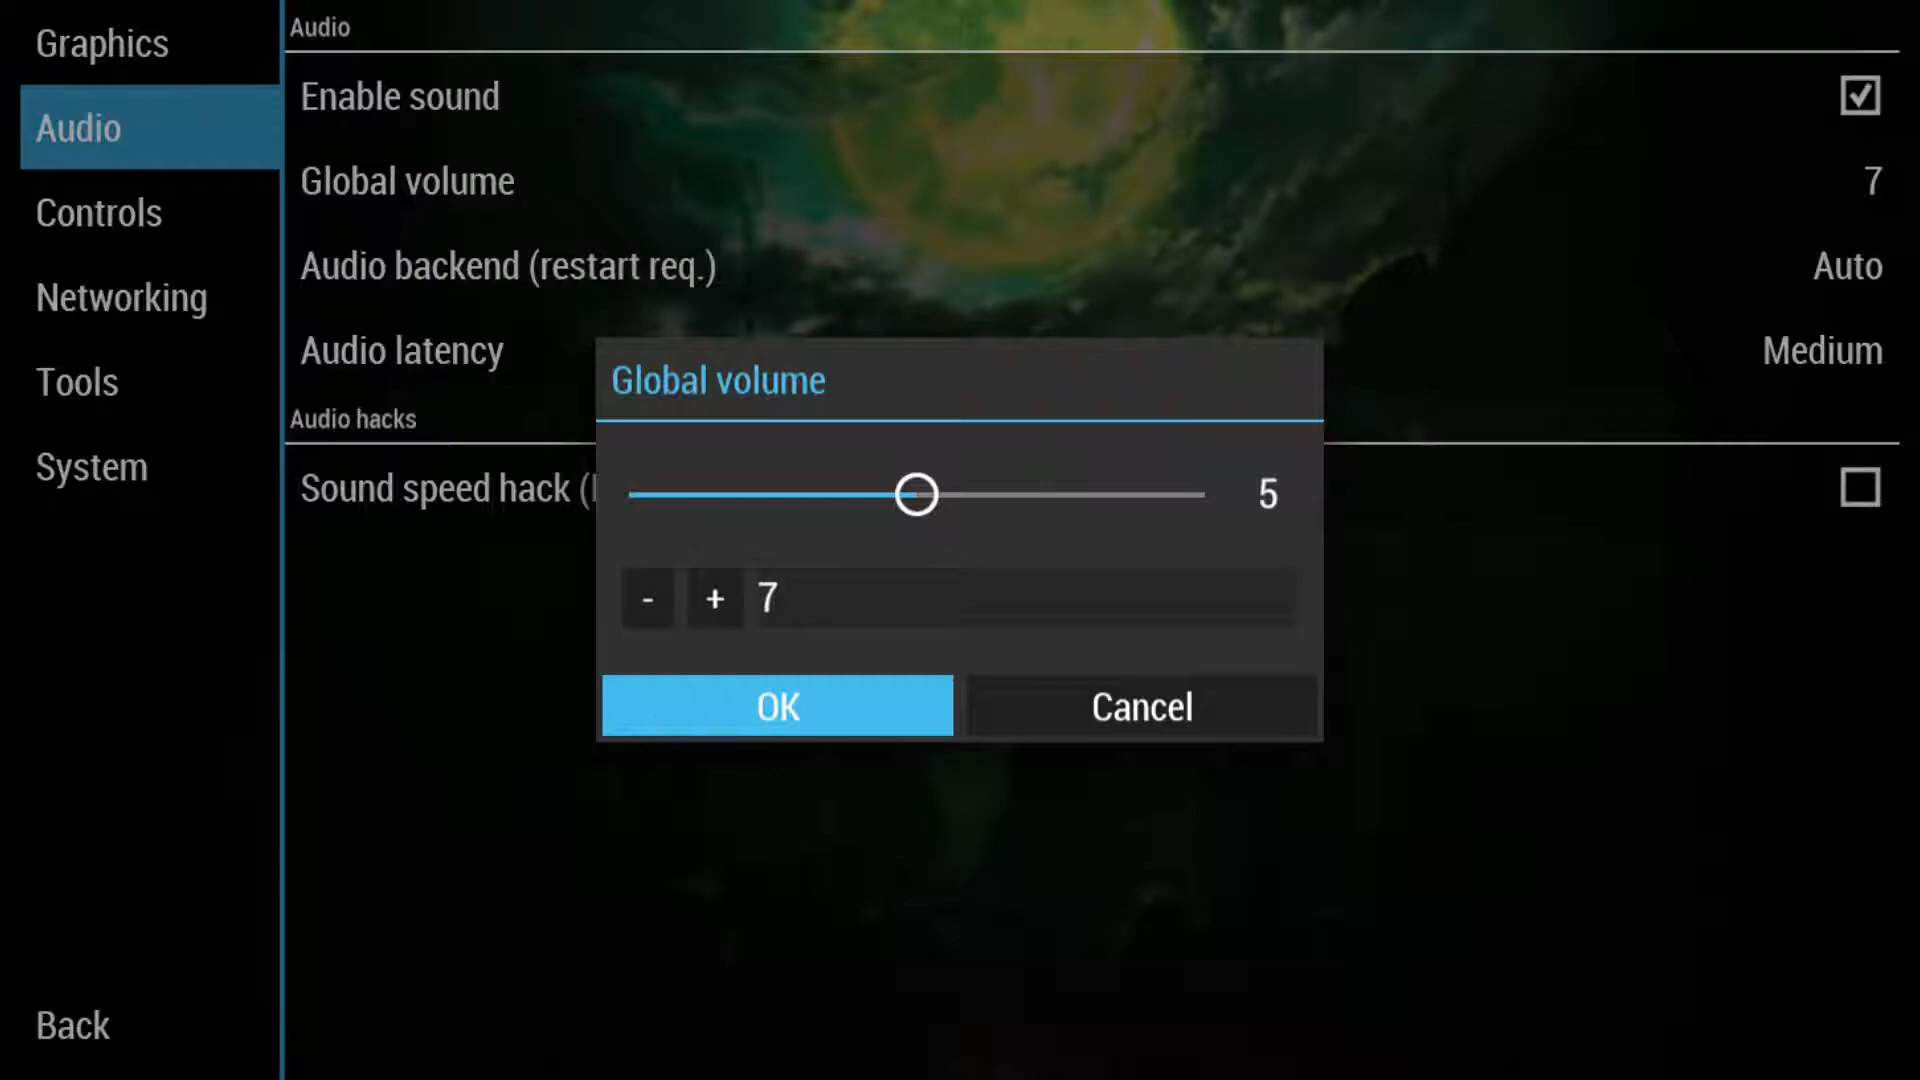 Graphics
Audio
Controls
Networking
Tools
System
Back
Audio
Enable sound
Global volume 7
Audio backend (restart req.) Auto
Audio latency Medium
Audio hacks
Sound speed hack (
Global volume
5
- + 7
OK Cancel